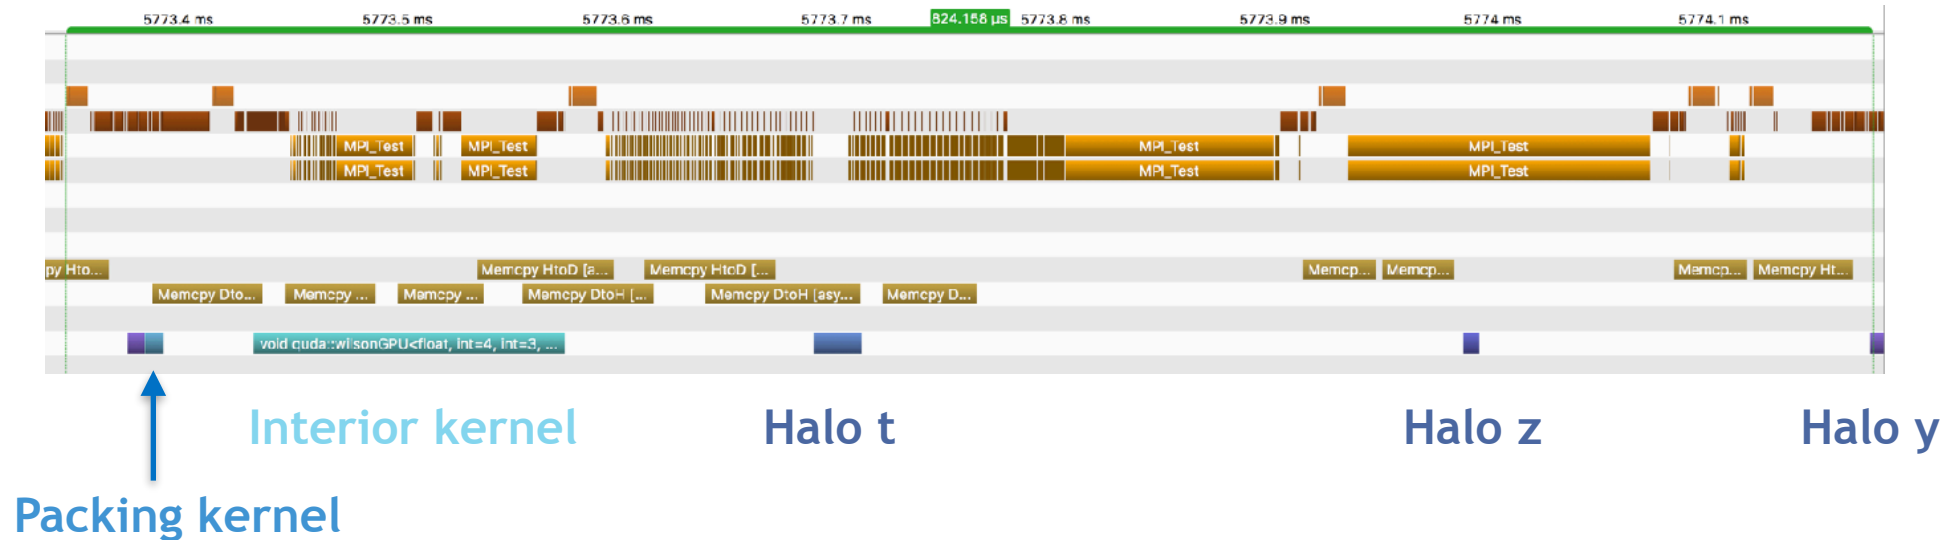 5773.4 ms 5773.5 ms 5773.6 ms 5773.7 ms 824.158 µs 5773.8 ms 5773.9 ms 5774 ms 5774.1 ms
MPI_Test MPI_Test MPI_Test MPI_Test
MPI_Test MPI_Test MPI_Test MPI_Test
py Hto... Memcpy HtoD [a... Memcpy HtoD [... Memcp... Memcp... Memcp... Memcpy Ht...
Memcpy Dto... Memcpy ... Memcpy ... Memcpy DtoH [... Memcpy DtoH [asy... Memcpy D...
void quda::wilsonGPU<float, int=4, int=3, ...
Interior kernel Halo t Halo z Halo y
Packing kernel